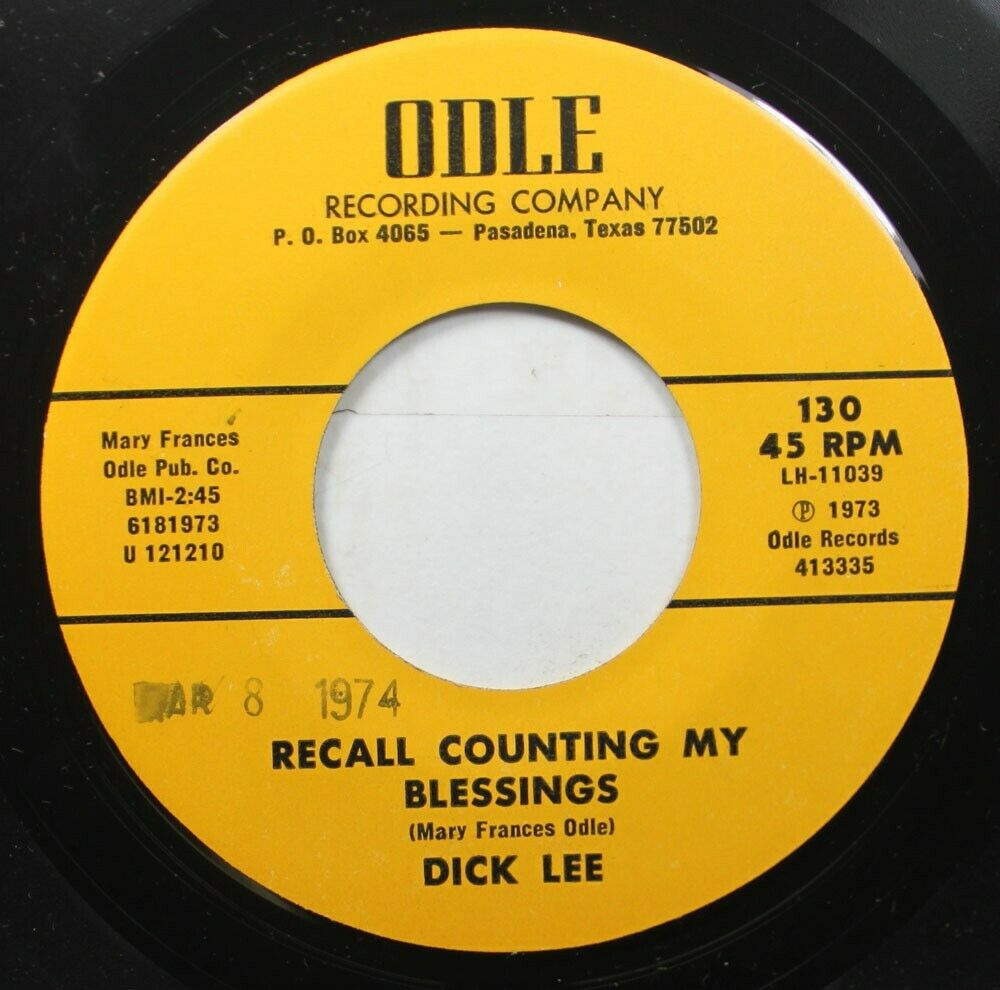 ODLE
RECORDING COMPANY
P. O. Box 4065 — Pasadena, Texas 77502
Mary Frances
Odle Pub. Co.
BMI-2:45
6181973
U 121210
130
45 RPM
LH-11039
℗ 1973
Odle Records
413335
8 1974
RECALL COUNTING MY
BLESSINGS
(Mary Frances Odle)
DICK LEE